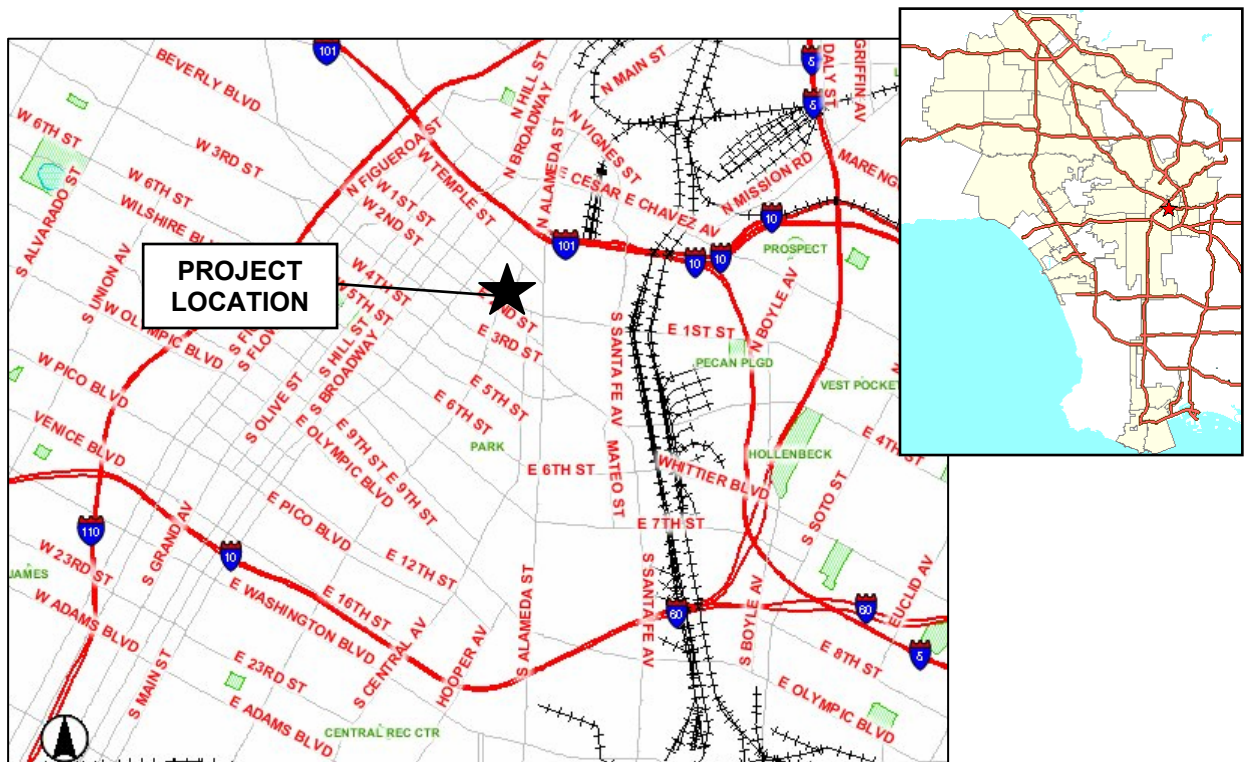 101
BEVERLY BLVD
N HILL ST
N BROADWAY
N MAIN ST
5
DALY ST
GRIFFIN AV
5
W 6TH ST
W 3RD ST
N FIGUEROA ST
W TEMPLE ST
N ALAMEDA ST
N VIGNES ST
E CESAR E CHAVEZ AV
N MISSION RD
W 6TH ST
WILSHIRE
W 1ST ST
W 2ND ST
S ALVARADO ST
S UNION AV
101
10
10
10
PROSPECT
PROJECT
LOCATION
W 4TH ST
W 5TH ST
ND ST
E 3RD ST
E 1ST ST
N BOYLE AV
PECAN PLGD
S SANTA FE AV
W OLYMPIC BLVD
S HILL ST
S BROADWAY
VEST POCKET
W PICO BLVD
S OLIVE ST
E 5TH ST
E 6TH ST
PARK
VENICE BLVD
E OLYMPIC BLVD
E 9TH ST
E 9TH ST
E 6TH ST
MATEO ST
WHITTIER BLVD
HOLLENBECK
E 4TH ST
E 7TH ST
S SOTO ST
110
S GRAND AV
10
E PICO BLVD
E 12TH ST
W 23RD ST
JAMES
W ADAMS BLVD
E WASHINGTON BLVD
E 16TH ST
S ALAMEDA ST
S SANTA FE AV
60
S BOYLE AV
60
EUCLID AV
5
S MAIN ST
E 23RD ST
E ADAMS BLVD
S CENTRAL AV
HOOPER AV
CENTRAL REC CTR
E 8TH ST
E OLYMPIC BLVD